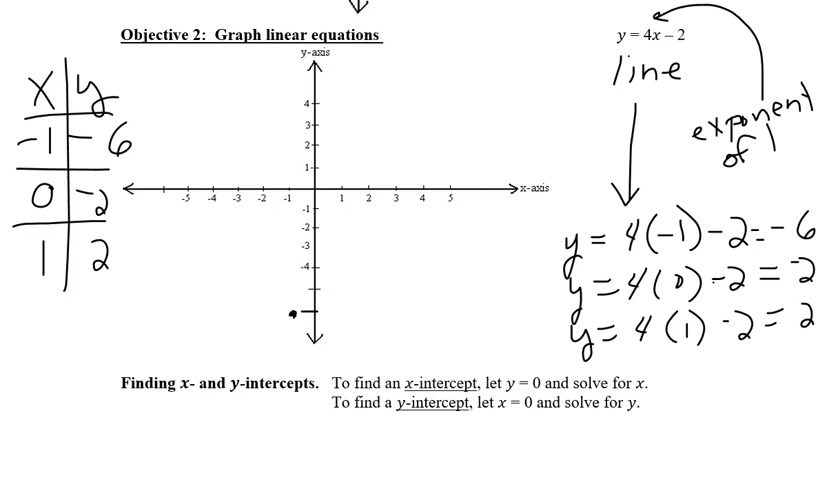 Objective 2: Graph linear equations
y = 4x – 2
line
exponent
of 1
x y
-1 -6
0 -2
1 2
y-axis
4
3
2
1
-5 -4 -3 -2 -1 1 2 3 4 5 x-axis
-1
-2
-3
-4
y = 4(-1) - 2 = -6
y = 4(0) - 2 = -2
y = 4(1) - 2 = 2
Finding x- and y-intercepts. To find an x-intercept, let y = 0 and solve for x.
To find a y-intercept, let x = 0 and solve for y.